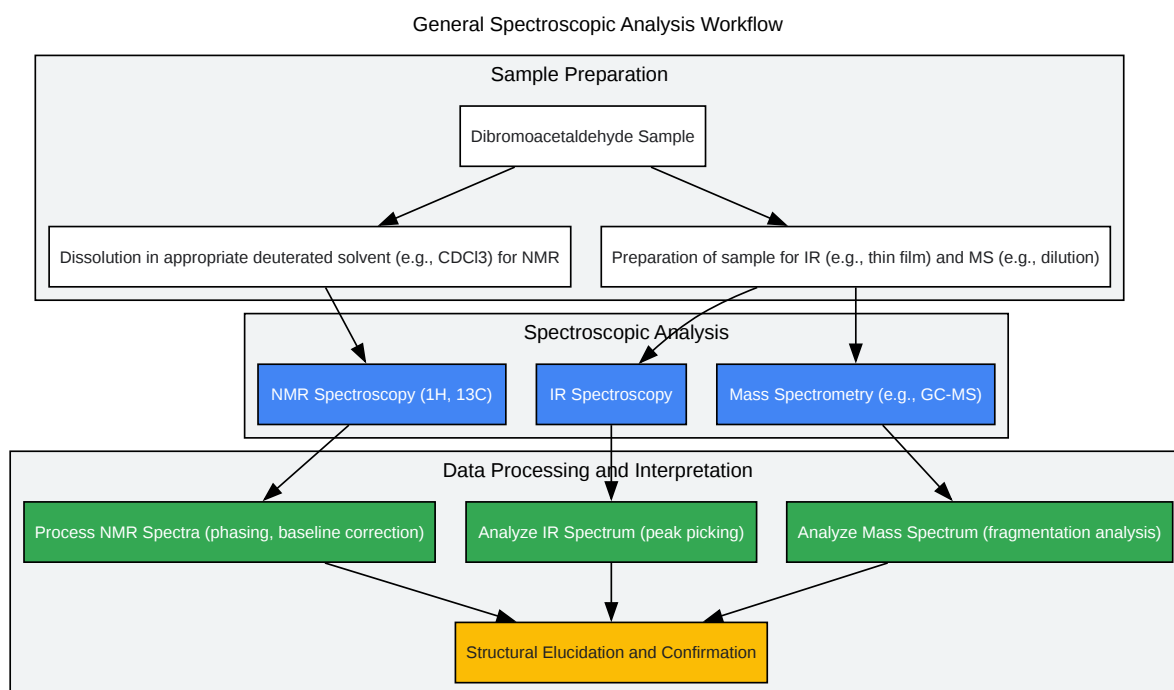 General Spectroscopic Analysis Workflow
Sample Preparation
Dibromoacetaldehyde Sample
Dissolution in appropriate deuterated solvent (e.g., CDCl3) for NMR
Preparation of sample for IR (e.g., thin film) and MS (e.g., dilution)
Spectroscopic Analysis
NMR Spectroscopy (1H, 13C)
IR Spectroscopy
Mass Spectrometry (e.g., GC-MS)
Data Processing and Interpretation
Process NMR Spectra (phasing, baseline correction)
Analyze IR Spectrum (peak picking)
Analyze Mass Spectrum (fragmentation analysis)
Structural Elucidation and Confirmation